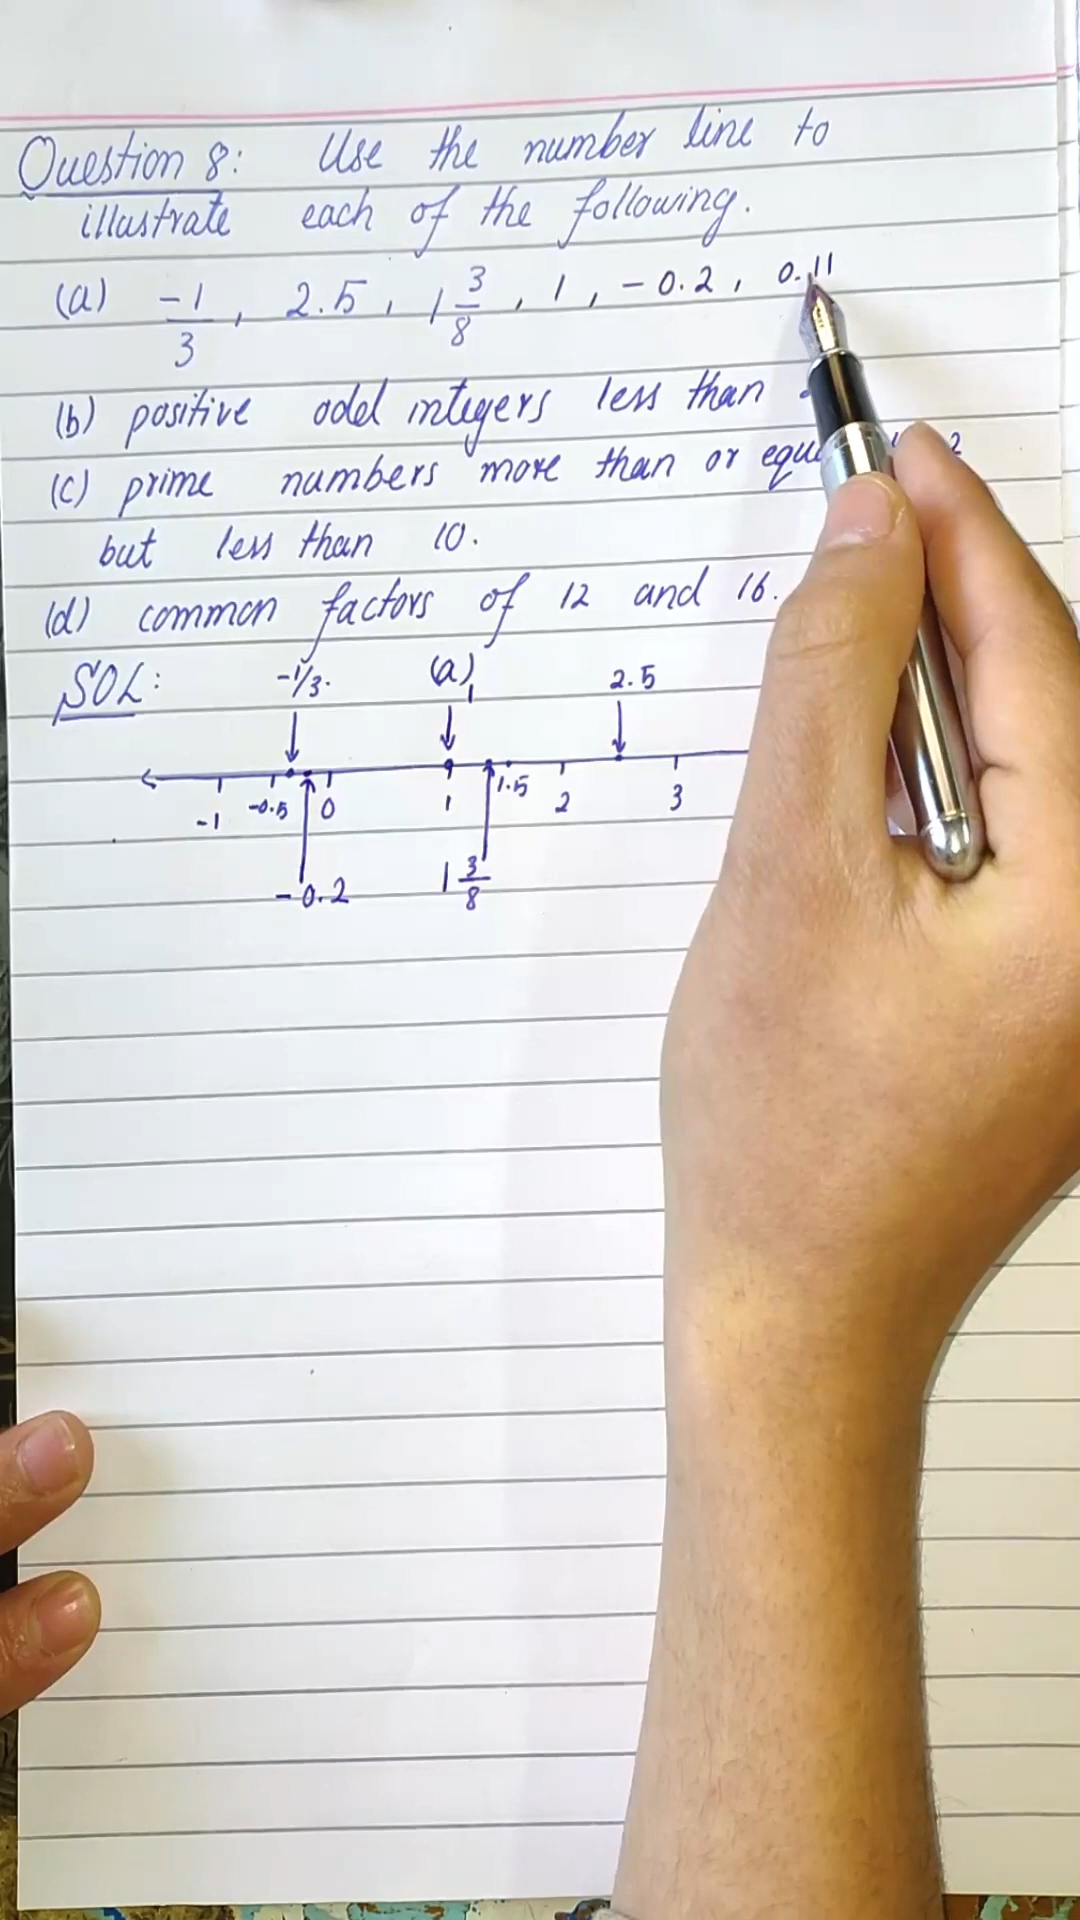 Question 8: Use the number line to
illustrate each of the following.
(a) -1/3, 2.5, 1 3/8, 1, -0.2, 0.11
(b) positive odd integers less than
(c) prime numbers more than or 2
but less than 10.
(d) common factors of 12 and 16.
SOL: -1/3. (a) 1 2.5
-1 -0.5 0 1 1.5 2 3
-0.2 1 3/8